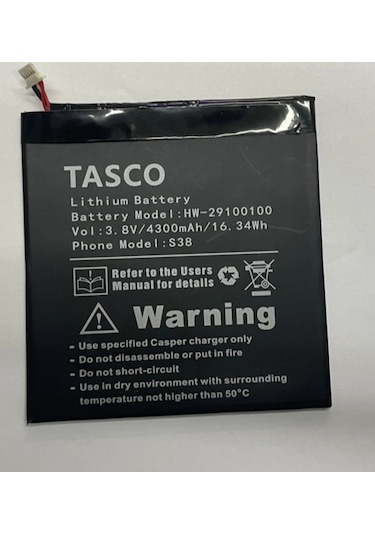 TASCO
Lithium Battery
Battery Model:HW-29100100
Vol:3.8V/4300mAh/16.34Wh
Phone Model:S38
Refer to the Users
Manual for details
Warning
- Use specified Casper charger only
- Do not disassemble or put in fire
- Do not short-circuit
- Use in dry environment with surrounding
temperature not higher than 50°C